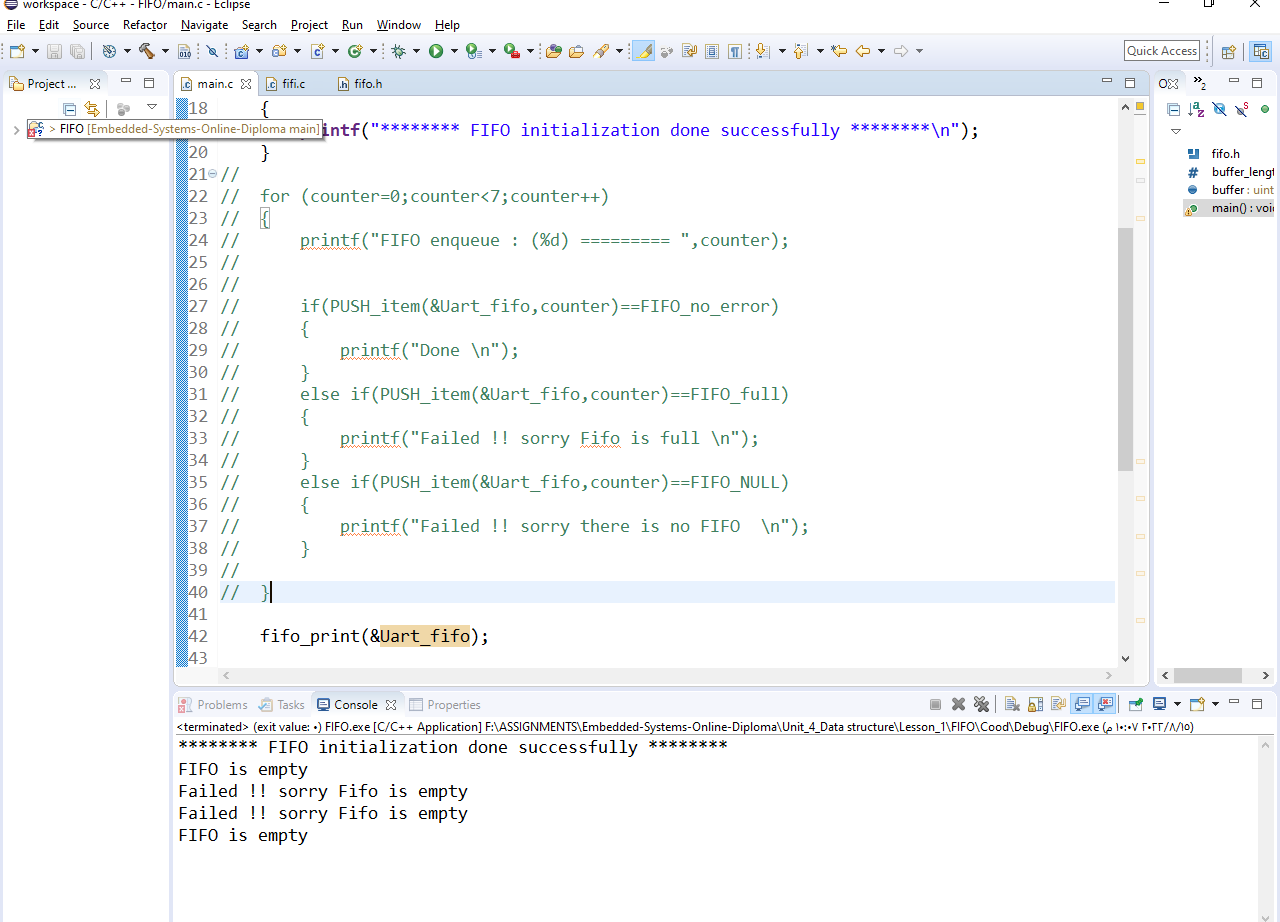 workspace - C/C++ - FIFO/main.c - Eclipse
File Edit Source Refactor Navigate Search Project Run Window Help
Quick Access
Project ...
main.c
fifi.c
fifo.h
> FIFO [Embedded-Systems-Online-Diploma main]
18     {
intf("******** FIFO initialization done successfully ********\n");
20     }
21 //
22 //  for (counter=0;counter<7;counter++)
23 //  {
24 //      printf("FIFO enqueue : (%d) ========= ",counter);
25 //
26 //
27 //      if(PUSH_item(&Uart_fifo,counter)==FIFO_no_error)
28 //      {
29 //          printf("Done \n");
30 //      }
31 //      else if(PUSH_item(&Uart_fifo,counter)==FIFO_full)
32 //      {
33 //          printf("Failed !! sorry Fifo is full \n");
34 //      }
35 //      else if(PUSH_item(&Uart_fifo,counter)==FIFO_NULL)
36 //      {
37 //          printf("Failed !! sorry there is no FIFO  \n");
38 //      }
39 //
40 //  }
41
42     fifo_print(&Uart_fifo);
43
fifo.h
buffer_lengt
buffer : uint
main() : voic
Problems Tasks Console Properties
<terminated> (exit value: ٠) FIFO.exe [C/C++ Application] F:\ASSIGNMENTS\Embedded-Systems-Online-Diploma\Unit_4_Data structure\Lesson_1\FIFO\Cood\Debug\FIFO.exe (م ١٠:٠٧ ٢٠٢٢/٨/١٥)
******** FIFO initialization done successfully ********
FIFO is empty
Failed !! sorry Fifo is empty
Failed !! sorry Fifo is empty
FIFO is empty